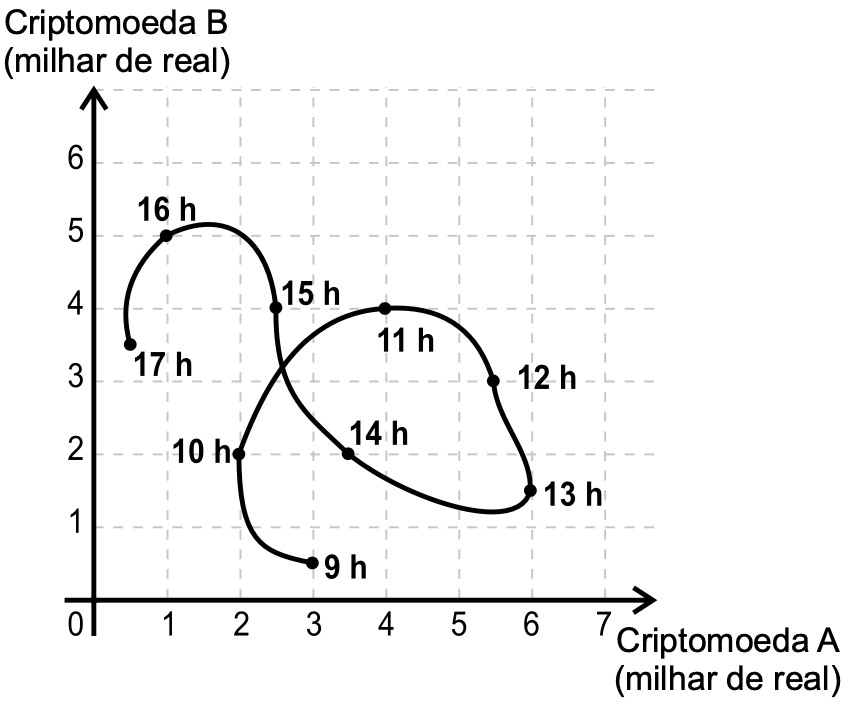 Criptomoeda B
(milhar de real)
6
16 h
5
15 h
4
11 h
17 h
3
12 h
14 h
10 h
2
13 h
1
9 h
0 1 2 3 4 5 6 7
Criptomoeda A
(milhar de real)